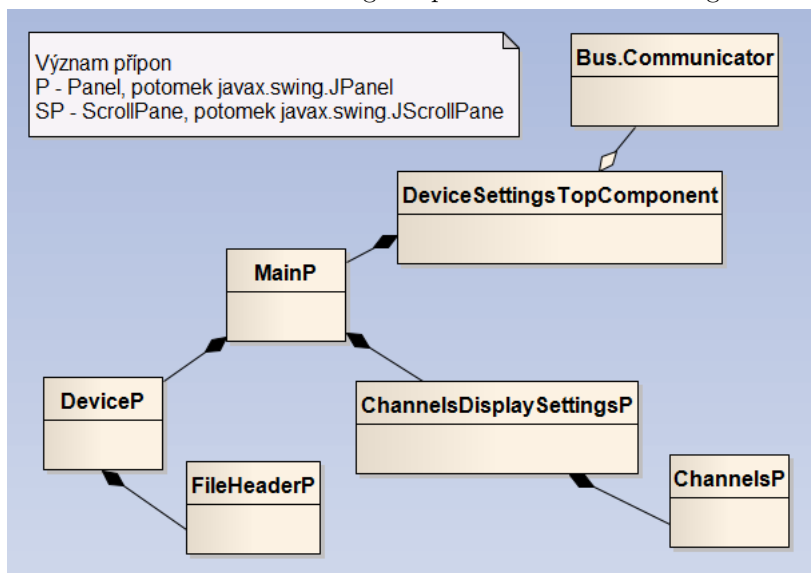 Význam přípon
P - Panel, potomek javax.swing.JPanel
SP - ScrollPane, potomek javax.swing.JScrollPane
Bus.Communicator
DeviceSettingsTopComponent
MainP
DeviceP
ChannelsDisplaySettingsP
FileHeaderP
ChannelsP